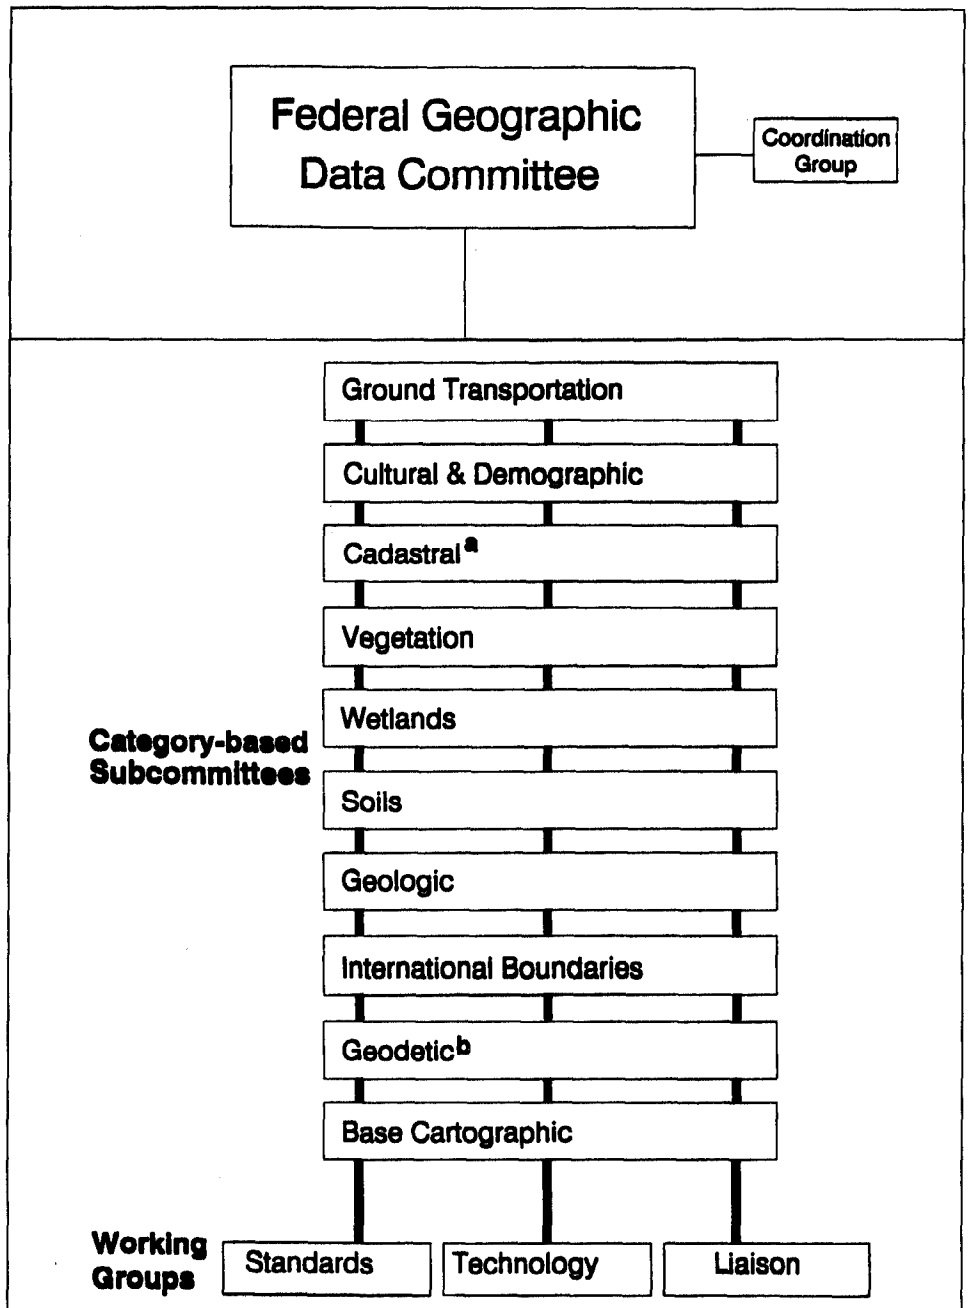 Federal Geographic
Data Committee
Coordination
Group
Ground Transportation
Cultural & Demographic
Cadastral a
Vegetation
Wetlands
Category-based
Subcommittees
Soils
Geologic
International Boundaries
Geodetic b
Base Cartographic
Working
Groups
Standards
Technology
Liaison